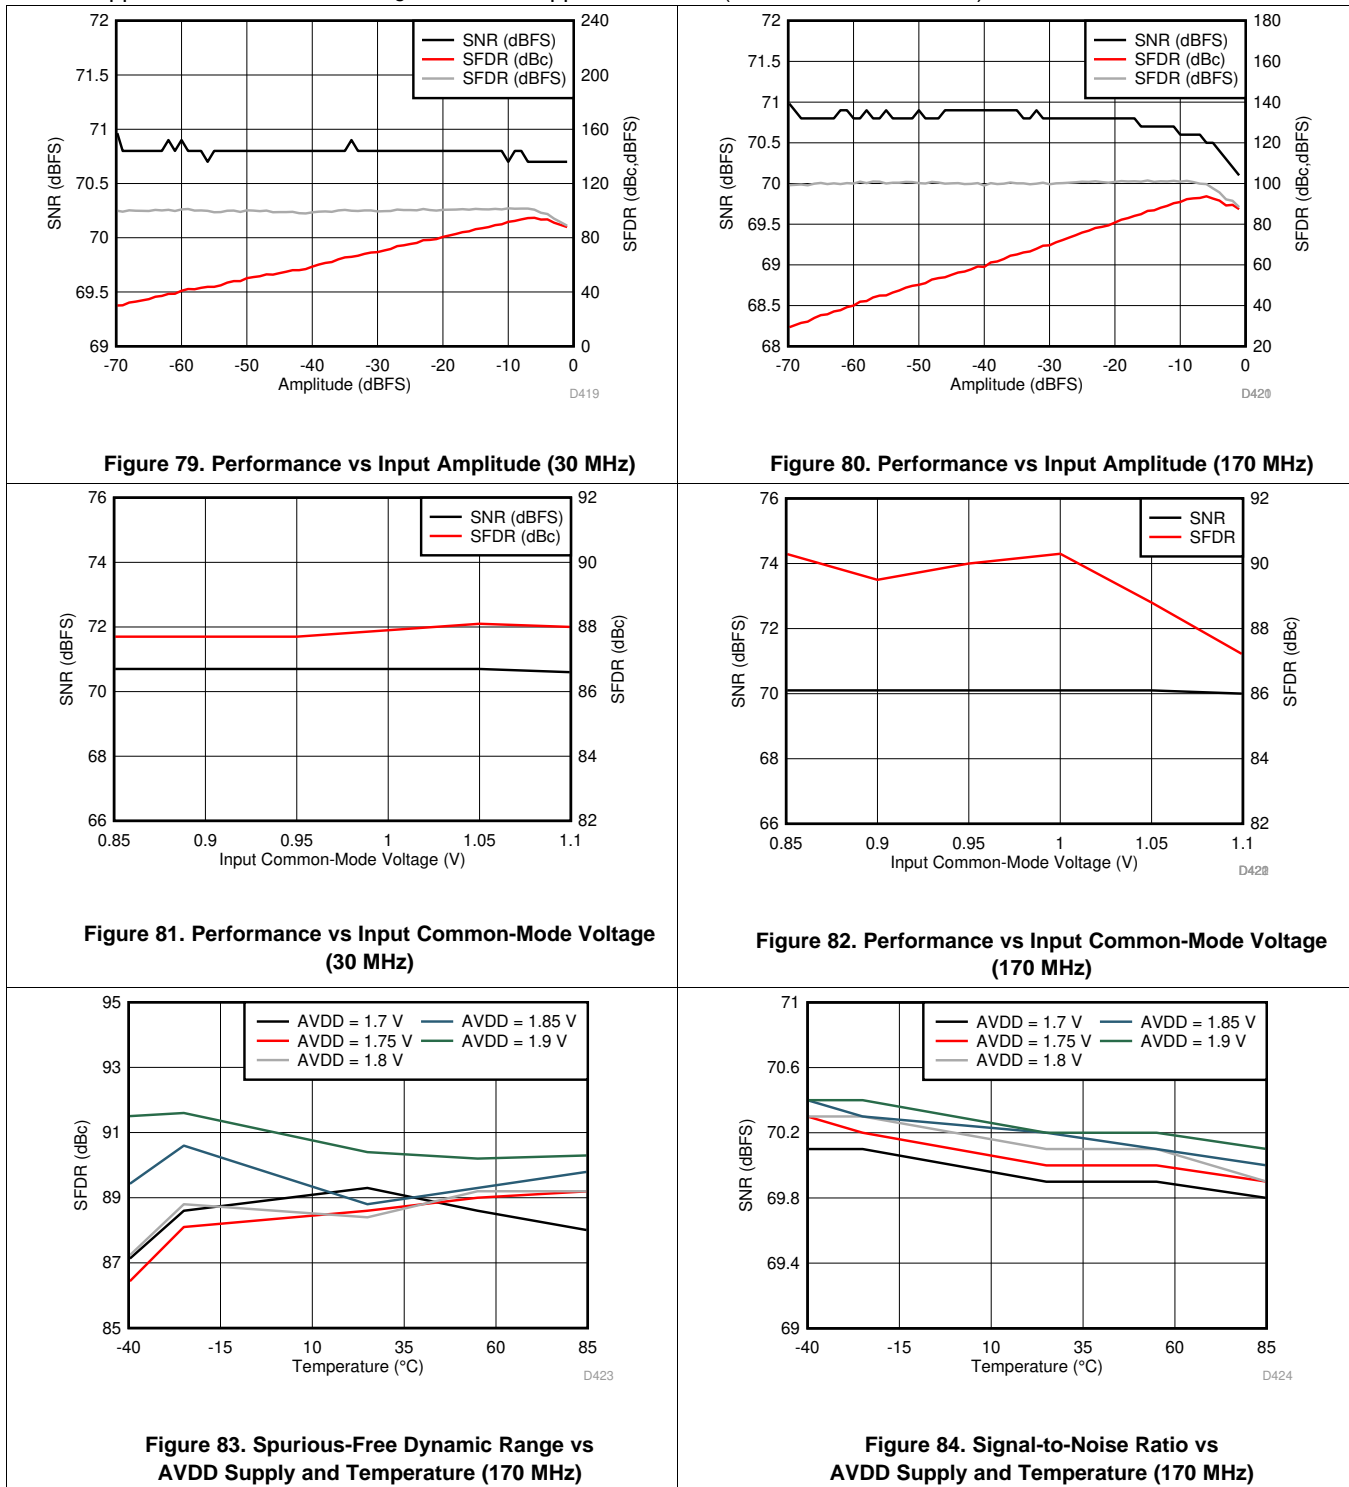 72
71.5
71
70.5
70
69.5
69
240
200
160
120
80
40
0
SNR (dBFS)
SFDR (dBc)
SFDR (dBFS)
SNR (dBFS)
SFDR (dBc,dBFS)
-70 -60 -50 -40 -30 -20 -10 0
Amplitude (dBFS)
D419
Figure 79. Performance vs Input Amplitude (30 MHz)
72
71.5
71
70.5
70
69.5
69
68.5
68
180
160
140
120
100
80
60
40
20
SNR (dBFS)
SFDR (dBc)
SFDR (dBFS)
SNR (dBFS)
SFDR (dBc,dBFS)
-70 -60 -50 -40 -30 -20 -10 0
Amplitude (dBFS)
Figure 80. Performance vs Input Amplitude (170 MHz)
76
74
72
70
68
66
92
90
88
86
84
82
SNR (dBFS)
SFDR (dBc)
SNR (dBFS)
SFDR (dBc)
0.85 0.9 0.95 1 1.05 1.1
Input Common-Mode Voltage (V)
Figure 81. Performance vs Input Common-Mode Voltage
(30 MHz)
76
74
72
70
68
66
92
90
88
86
84
82
SNR
SFDR
SNR (dBFS)
SFDR (dBc)
0.85 0.9 0.95 1 1.05 1.1
Input Common-Mode Voltage (V)
Figure 82. Performance vs Input Common-Mode Voltage
(170 MHz)
95
93
91
89
87
85
AVDD = 1.7 V AVDD = 1.85 V
AVDD = 1.75 V AVDD = 1.9 V
AVDD = 1.8 V
SFDR (dBc)
-40 -15 10 35 60 85
Temperature (°C)
D423
Figure 83. Spurious-Free Dynamic Range vs
AVDD Supply and Temperature (170 MHz)
71
70.6
70.2
69.8
69.4
69
AVDD = 1.7 V AVDD = 1.85 V
AVDD = 1.75 V AVDD = 1.9 V
AVDD = 1.8 V
SNR (dBFS)
-40 -15 10 35 60 85
Temperature (°C)
D424
Figure 84. Signal-to-Noise Ratio vs
AVDD Supply and Temperature (170 MHz)